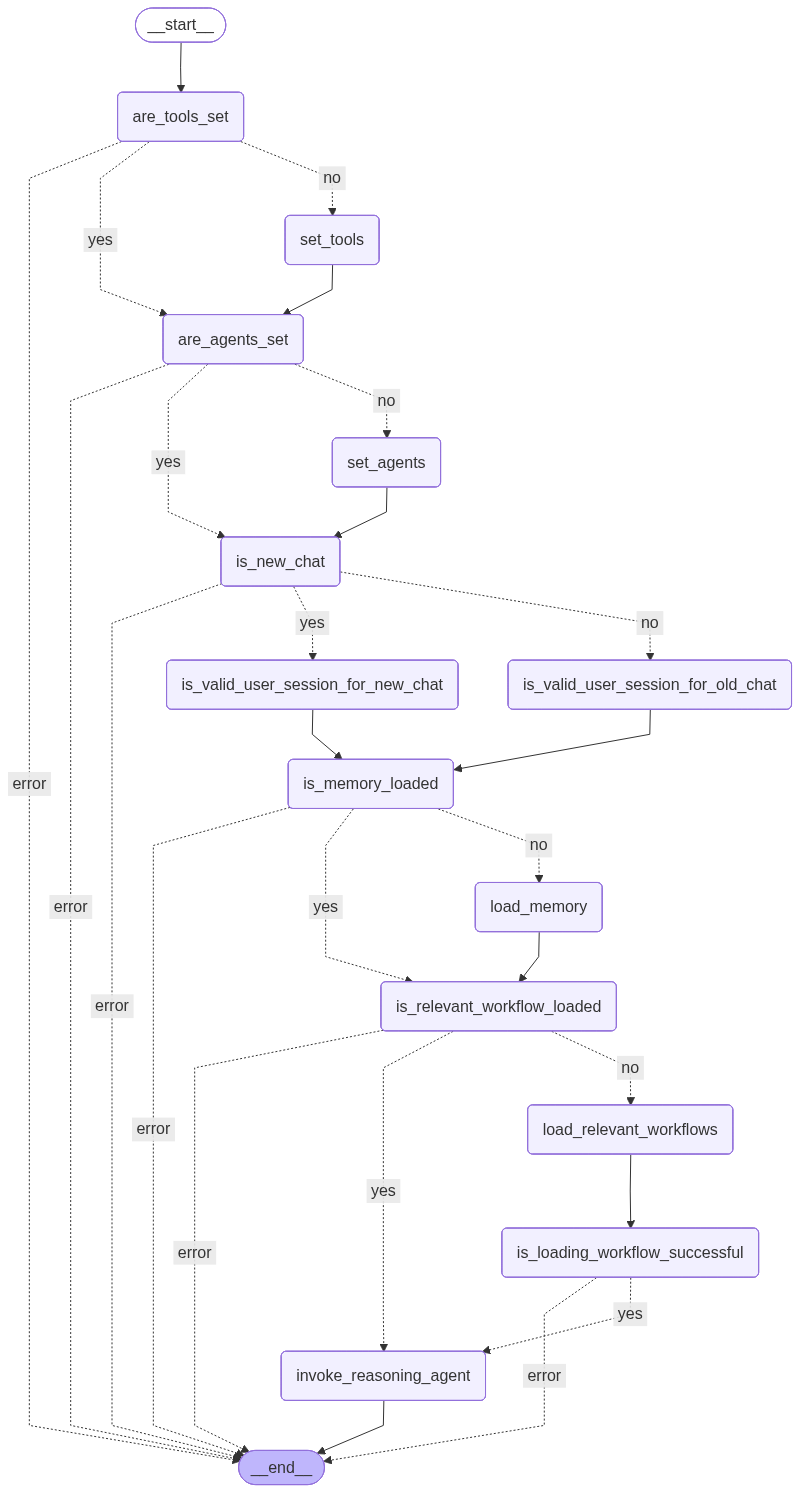 __start__
are_tools_set
no
yes
set_tools
are_agents_set
no
yes
set_agents
is_new_chat
yes
no
is_valid_user_session_for_new_chat
is_valid_user_session_for_old_chat
error
is_memory_loaded
no
error
yes
load_memory
error
is_relevant_workflow_loaded
no
error
load_relevant_workflows
yes
error
is_loading_workflow_successful
yes
invoke_reasoning_agent
error
__end__